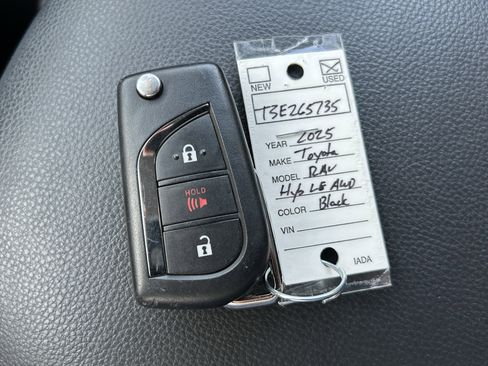 HOLD
NEW
USED
T3E265735
YEAR 2025
MAKE Toyota
MODEL RAV
Hyb LE AWD
COLOR Black
VIN
IADA